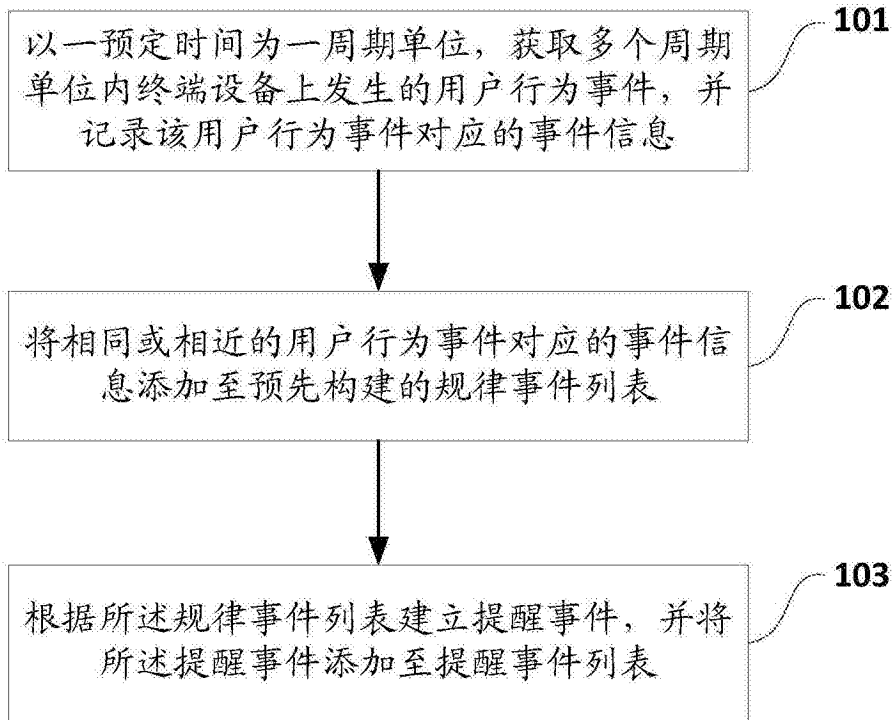 以一预定时间为一周期单位，获取多个周期
单位内终端设备上发生的用户行为事件，并
记录该用户行为事件对应的事件信息
101
将相同或相近的用户行为事件对应的事件信
息添加至预先构建的规律事件列表
102
根据所述规律事件列表建立提醒事件，并将
所述提醒事件添加至提醒事件列表
103